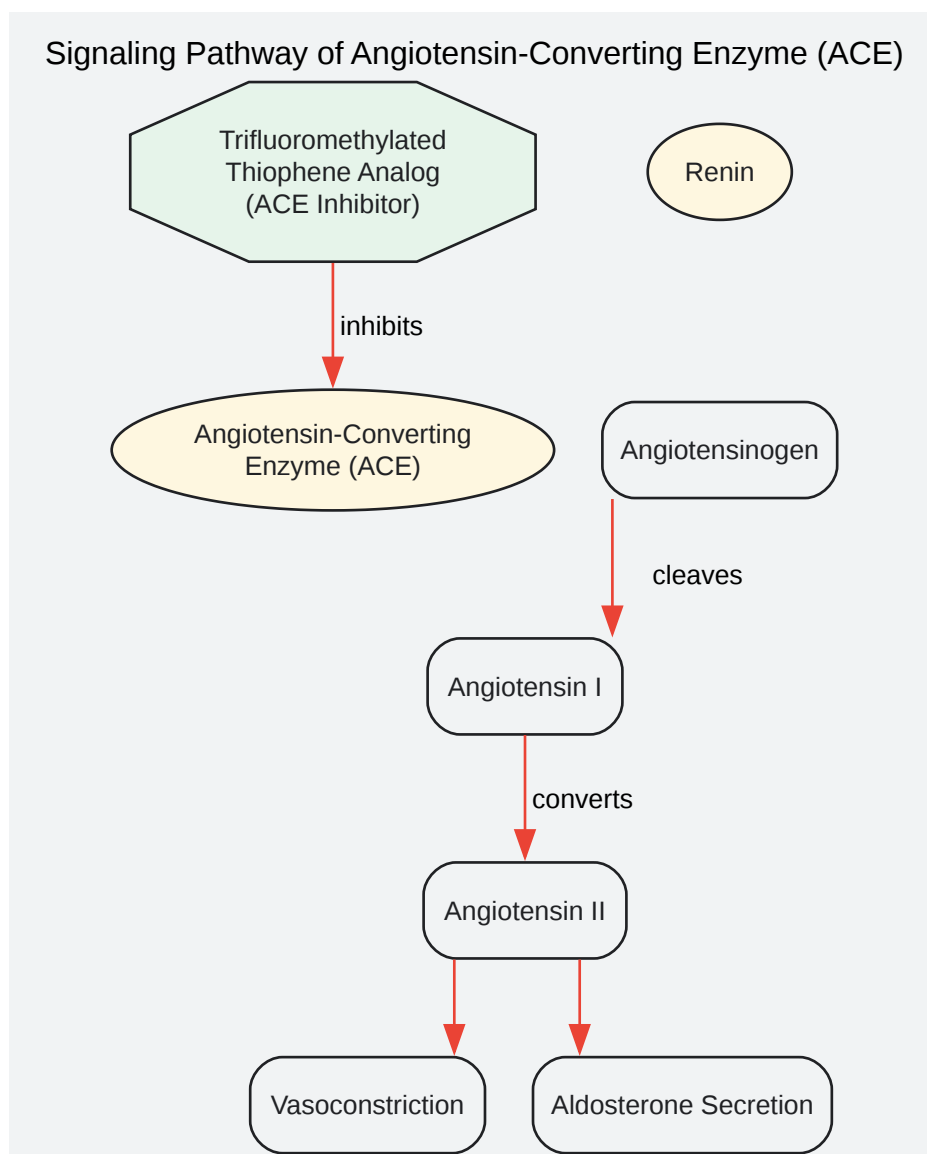 Signaling Pathway of Angiotensin-Converting Enzyme (ACE)
Trifluoromethylated
Thiophene Analog
(ACE Inhibitor)
Renin
inhibits
Angiotensin-Converting
Enzyme (ACE)
Angiotensinogen
cleaves
Angiotensin I
converts
Angiotensin II
Vasoconstriction
Aldosterone Secretion